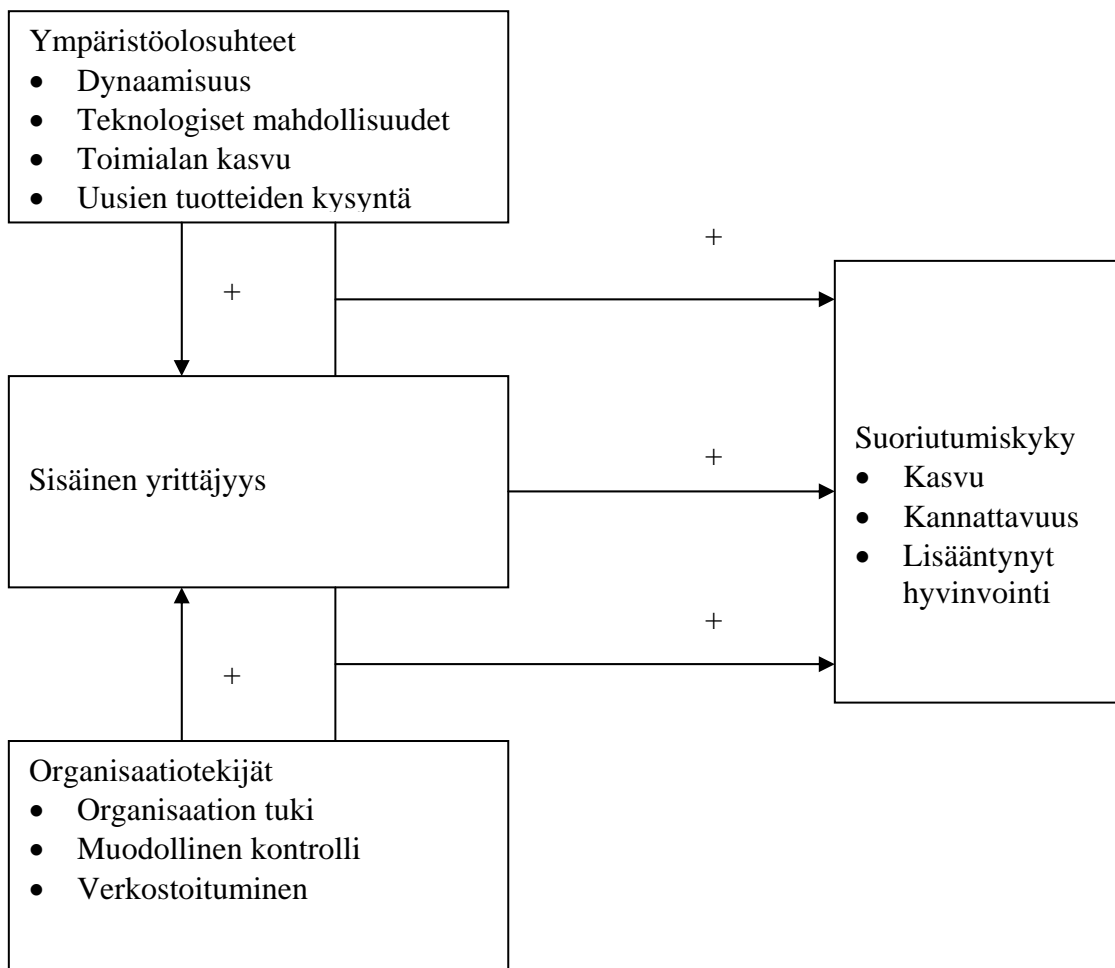 Ympäristöolosuhteet
• Dynaamisuus
• Teknologiset mahdollisuudet
• Toimialan kasvu
• Uusien tuotteiden kysyntä
+
+
Sisäinen yrittäjyys
+
Suoriutumiskyky
• Kasvu
• Kannattavuus
• Lisääntynyt
hyvinvointi
+
+
Organisaatiotekijät
• Organisaation tuki
• Muodollinen kontrolli
• Verkostoituminen